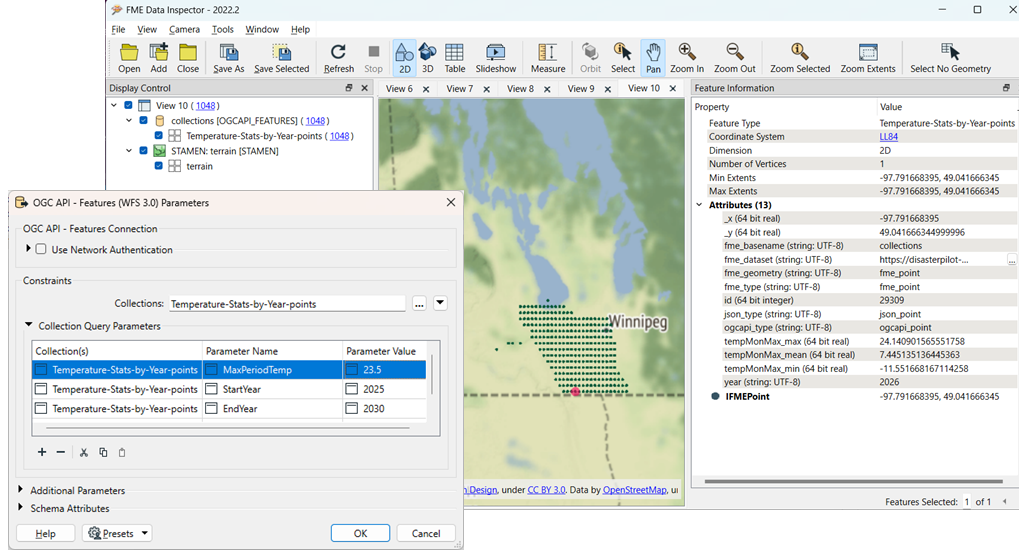 FME Data Inspector - 2022.2
File View Camera Tools Window Help
Open Add Close Save As Save Selected Refresh Stop 2D 3D Table Slideshow Measure Orbit Select Pan Zoom In Zoom Out Zoom Selected Zoom Extents Select No Geometry
Display Control
View 10 ( 1048)
collections [OGCAPI_FEATURES] ( 1048)
Temperature-Stats-by-Year-points ( 1048)
STAMEN: terrain [STAMEN]
terrain
View 6 View 7 View 8 View 9 View 10
Winnipeg
n Design, under CC BY 3.0. Data by OpenStreetMap, u
Feature Information
Property Value
Feature Type Temperature-Stats-by-Year-points
Coordinate System LL84
Dimension 2D
Number of Vertices 1
Min Extents -97.791668395, 49.041666345
Max Extents -97.791668395, 49.041666345
Attributes (13)
_x (64 bit real) -97.791668395
_y (64 bit real) 49.041666344999996
fme_basename (string: UTF-8) collections
fme_dataset (string: UTF-8) https://disasterpilot-... ...
fme_geometry (string: UTF-8) fme_point
fme_type (string: UTF-8) fme_point
id (64 bit integer) 29309
json_type (string: UTF-8) json_point
ogcapi_type (string: UTF-8) ogcapi_point
tempMonMax_max (64 bit real) 24.140901565551758
tempMonMax_mean (64 bit real) 7.445135136445363
tempMonMax_min (64 bit real) -11.551668167114258
year (string: UTF-8) 2026
IFMEPoint -97.791668395, 49.041666345
Features Selected: 1 of 1
OGC API - Features (WFS 3.0) Parameters
OGC API - Features Connection
Use Network Authentication
Constraints
Collections: Temperature-Stats-by-Year-points ...
Collection Query Parameters
Collection(s) Parameter Name Parameter Value
Temperature-Stats-by-Year-points MaxPeriodTemp 23.5
Temperature-Stats-by-Year-points StartYear 2025
Temperature-Stats-by-Year-points EndYear 2030
Additional Parameters
Schema Attributes
Help Presets OK Cancel